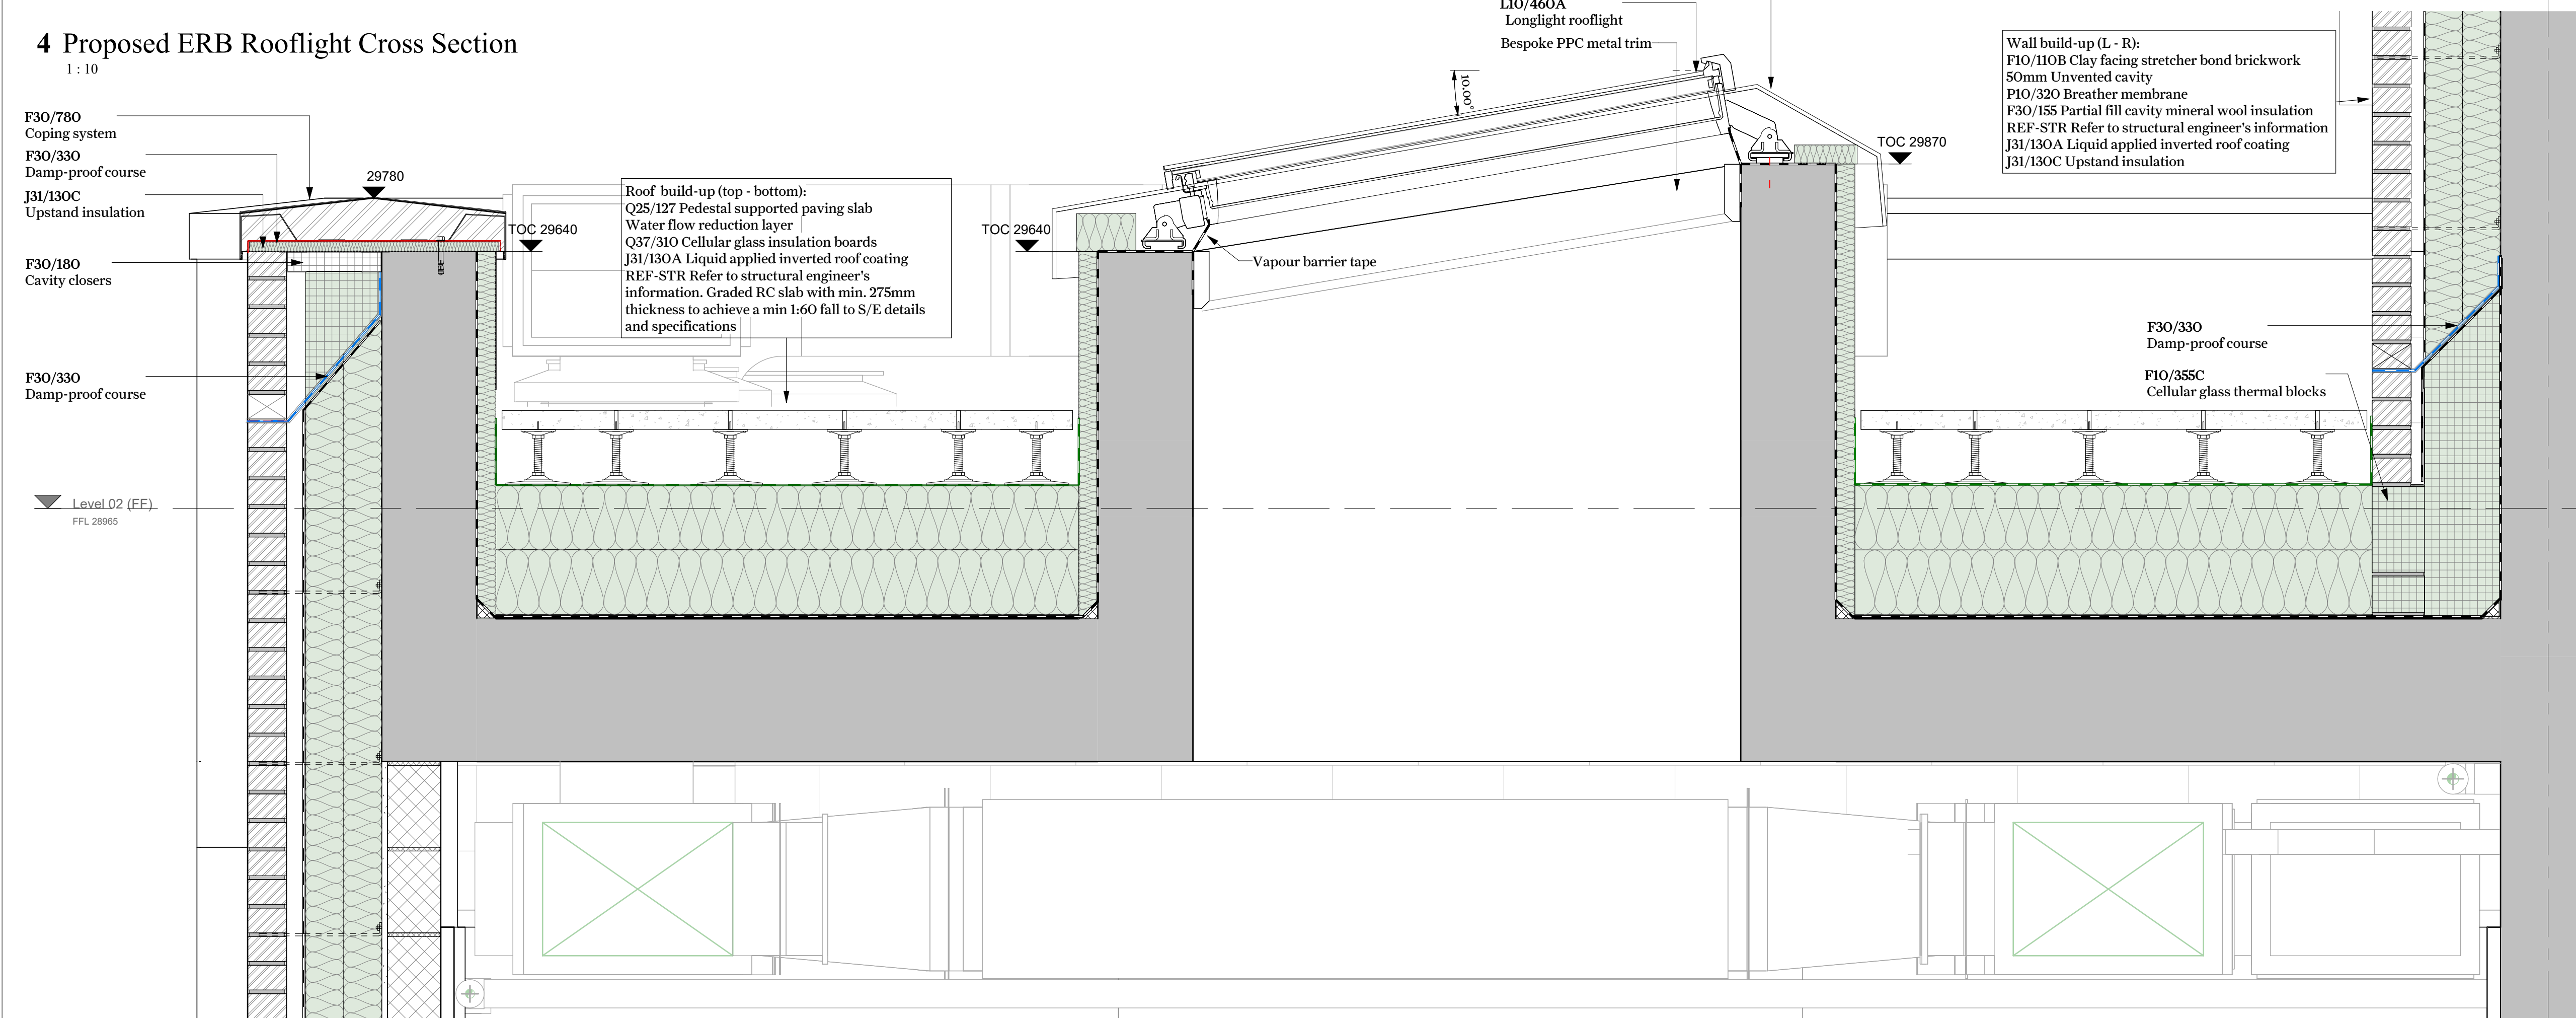 4 Proposed ERB Rooflight Cross Section
1 : 10
F30/780
Coping system
F30/330
Damp-proof course
J31/130C
Upstand insulation
F30/180
Cavity closers
F30/330
Damp-proof course
Level 02 (FF)
FFL 28965
29780
TOC 29640
Roof build-up (top - bottom):
Q25/127 Pedestal supported paving slab
Water flow reduction layer
Q37/310 Cellular glass insulation boards
J31/130A Liquid applied inverted roof coating
REF-STR Refer to structural engineer's
information. Graded RC slab with min. 275mm
thickness to achieve a min 1:60 fall to S/E details
and specifications
TOC 29640
Vapour barrier tape
L10/460A
Longlight rooflight
Bespoke PPC metal trim
10.00°
TOC 29870
Wall build-up (L - R):
F10/110B Clay facing stretcher bond brickwork
50mm Unvented cavity
P10/320 Breather membrane
F30/155 Partial fill cavity mineral wool insulation
REF-STR Refer to structural engineer's information
J31/130A Liquid applied inverted roof coating
J31/130C Upstand insulation
F30/330
Damp-proof course
F10/355C
Cellular glass thermal blocks